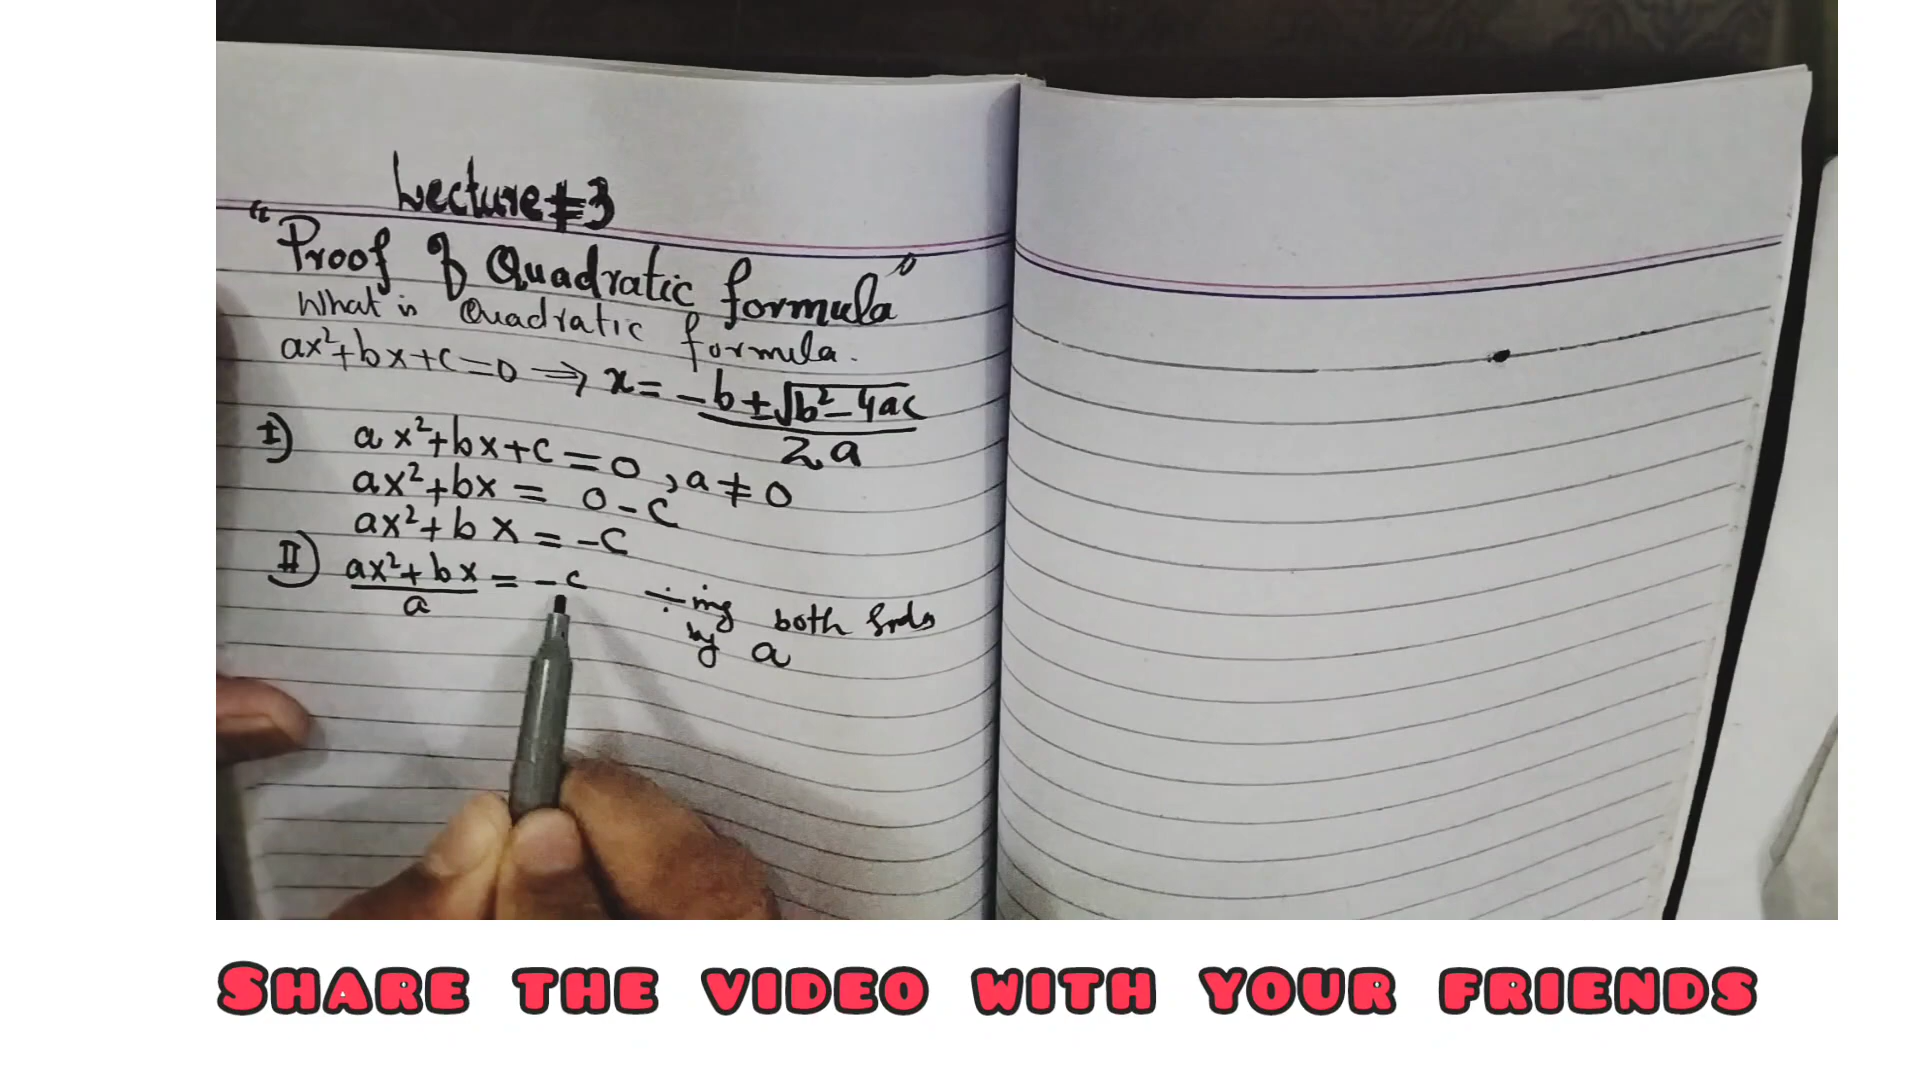 Lecture#3
"Proof of Quadratic formula"
What is Quadratic formula.
ax²+bx+c=0 ⇒ x= -b±√b²-4ac / 2a
I) ax²+bx+c=0, a≠0
ax²+bx = 0-c
ax²+bx = -c
II) ax²+bx / a = -c ÷ing both
by a
SHARE THE VIDEO WITH YOUR FRIENDS